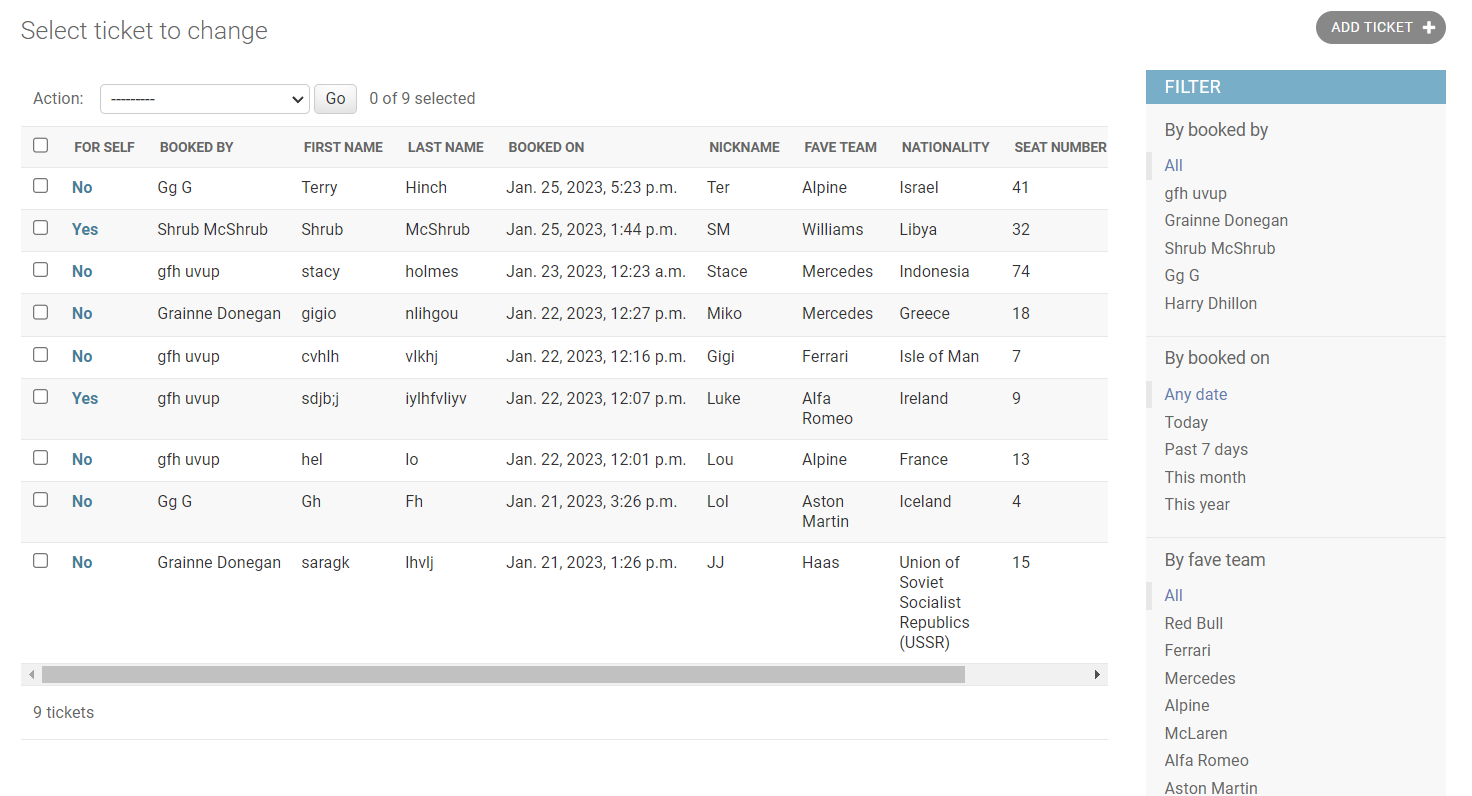 Select ticket to change
ADD TICKET +
Action: --------- Go 0 of 9 selected
FOR SELF BOOKED BY FIRST NAME LAST NAME BOOKED ON NICKNAME FAVE TEAM NATIONALITY SEAT NUMBER
No Gg G Terry Hinch Jan. 25, 2023, 5:23 p.m. Ter Alpine Israel 41
Yes Shrub McShrub Shrub McShrub Jan. 25, 2023, 1:44 p.m. SM Williams Libya 32
No gfh uvup stacy holmes Jan. 23, 2023, 12:23 a.m. Stace Mercedes Indonesia 74
No Grainne Donegan gigio nlihgou Jan. 22, 2023, 12:27 p.m. Miko Mercedes Greece 18
No gfh uvup cvhlh vlkhj Jan. 22, 2023, 12:16 p.m. Gigi Ferrari Isle of Man 7
Yes gfh uvup sdjb;j iylhfvliyv Jan. 22, 2023, 12:07 p.m. Luke Alfa Ireland 9
Romeo
No gfh uvup hel lo Jan. 22, 2023, 12:01 p.m. Lou Alpine France 13
No Gg G Gh Fh Jan. 21, 2023, 3:26 p.m. Lol Aston Iceland 4
Martin
No Grainne Donegan saragk lhvlj Jan. 21, 2023, 1:26 p.m. JJ Haas Union of 15
Soviet
Socialist
Republics
(USSR)
9 tickets
FILTER
By booked by
All
gfh uvup
Grainne Donegan
Shrub McShrub
Gg G
Harry Dhillon
By booked on
Any date
Today
Past 7 days
This month
This year
By fave team
All
Red Bull
Ferrari
Mercedes
Alpine
McLaren
Alfa Romeo
Aston Martin